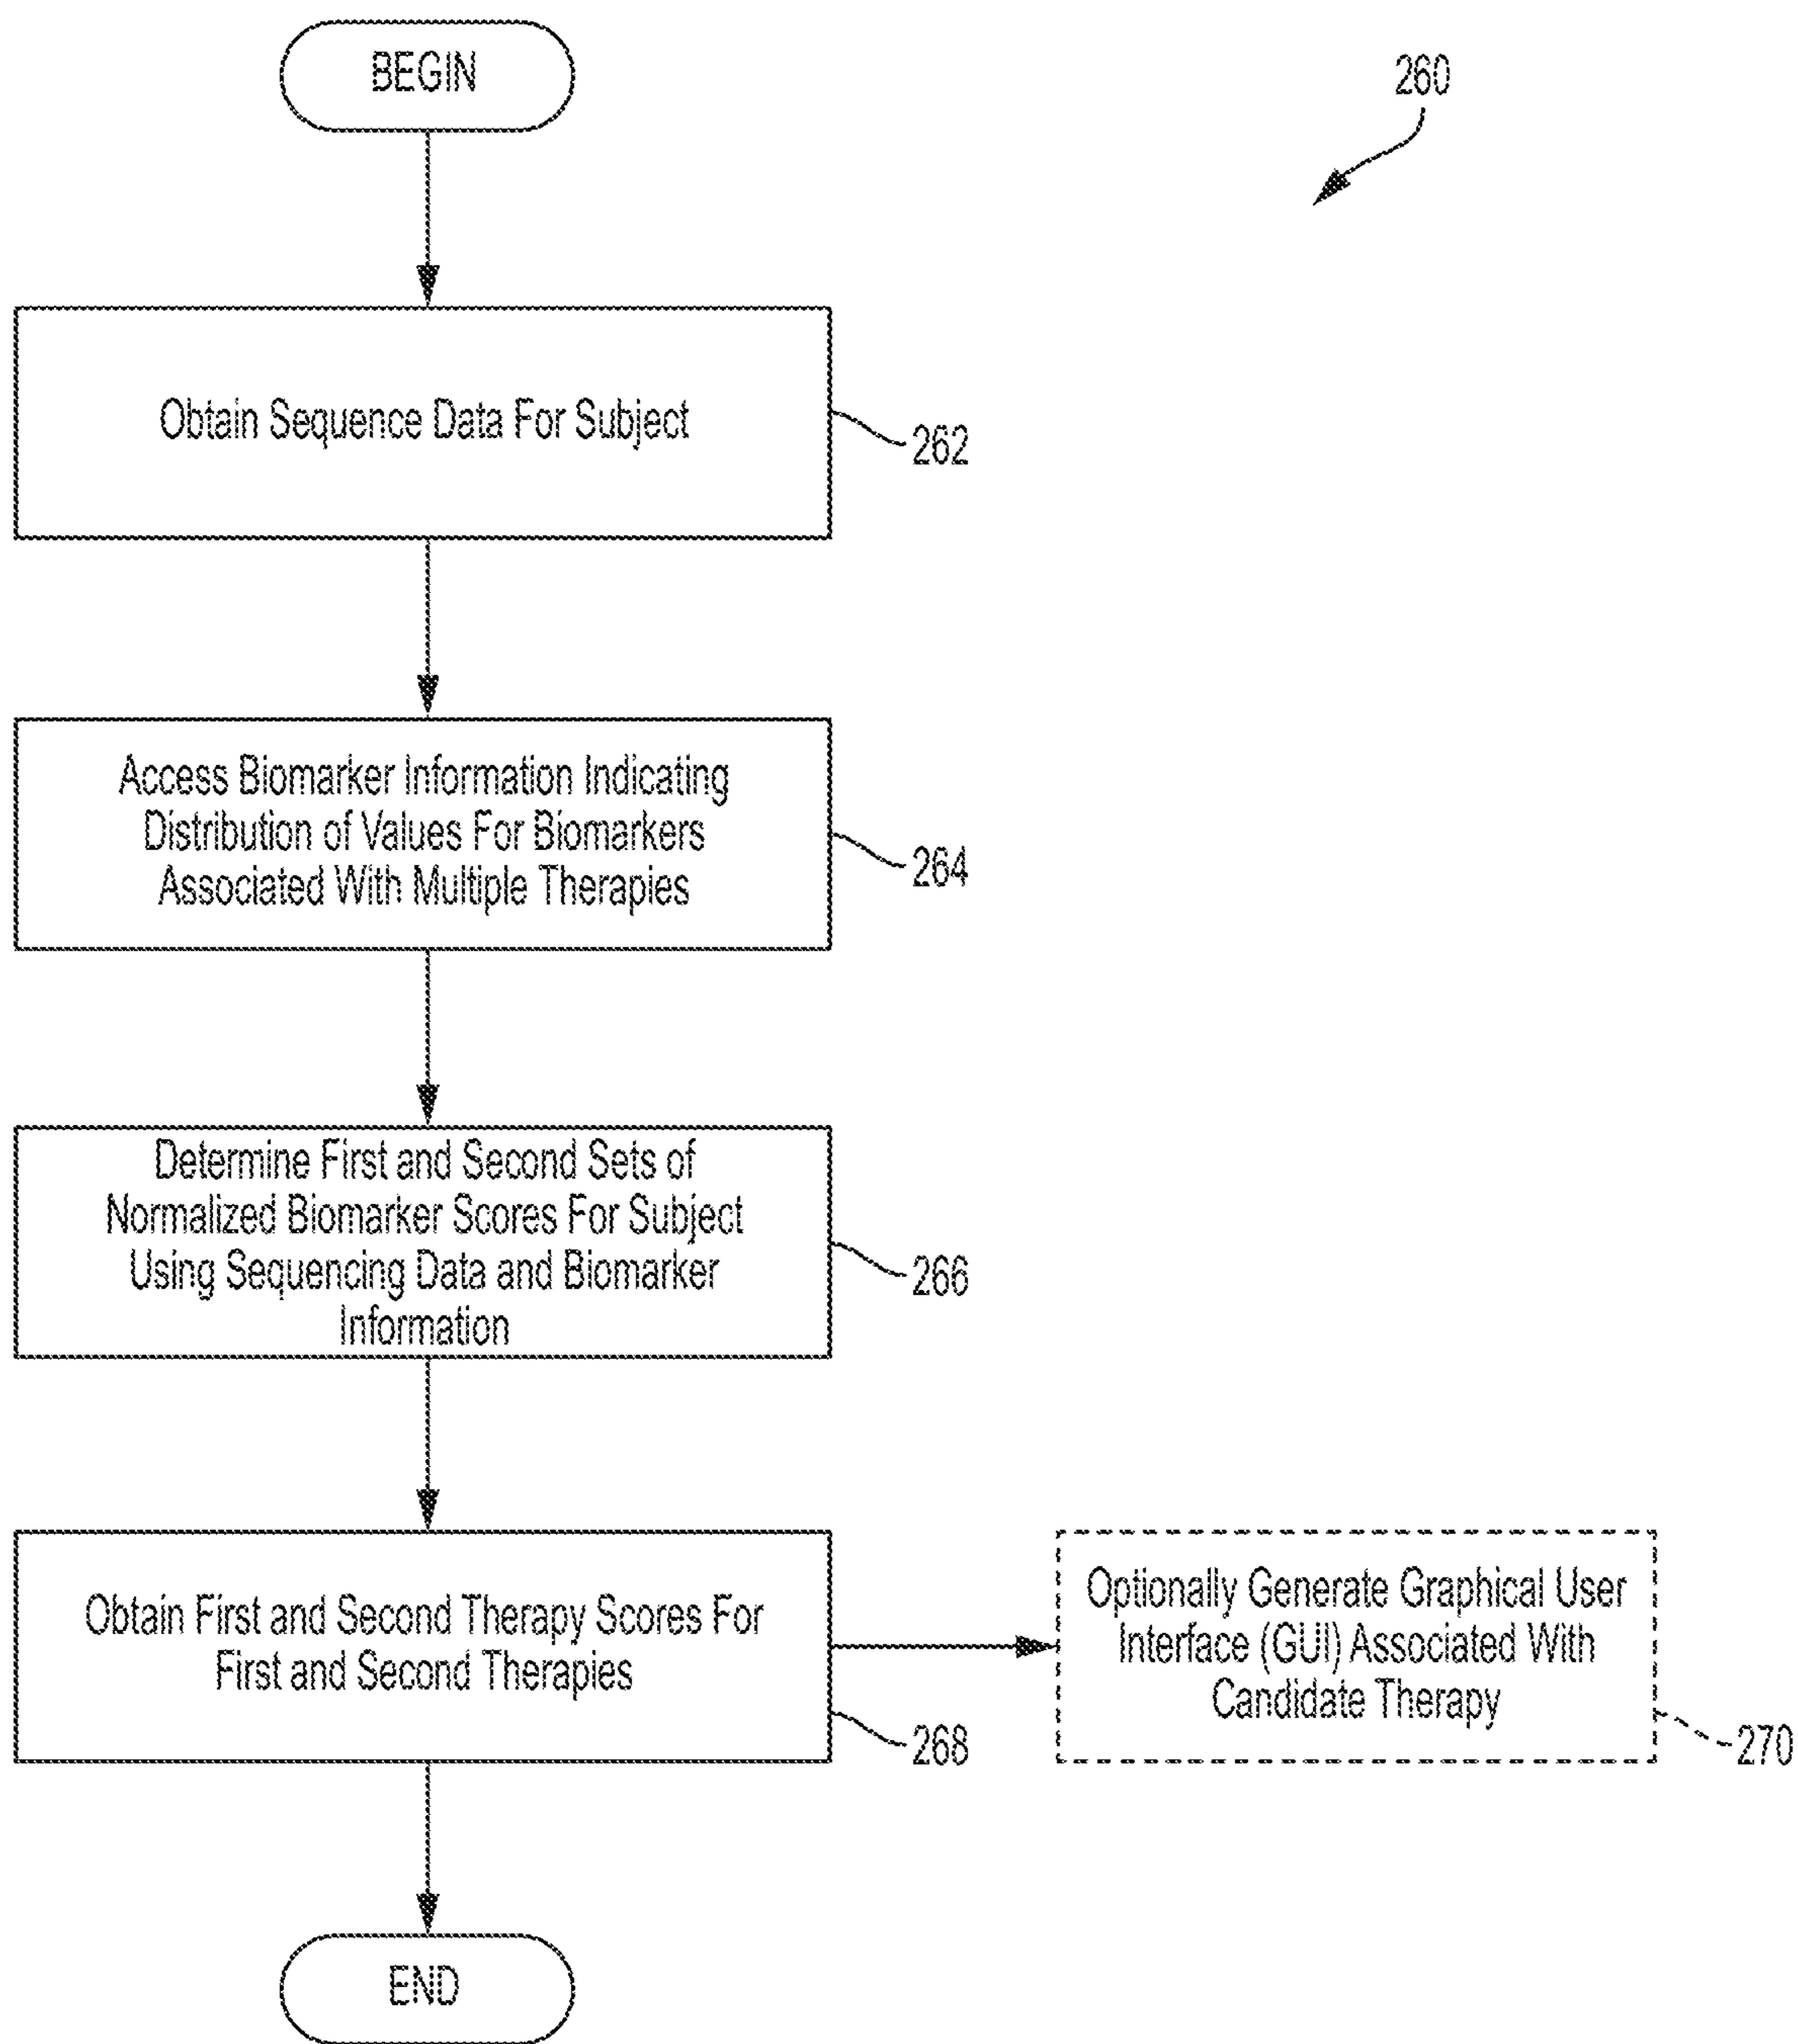 BEGIN
260
Obtain Sequence Data For Subject
262
Access Biomarker Information Indicating
Distribution of Values For Biomarkers
Associated With Multiple Therapies
264
Determine First and Second Sets of
Normalized Biomarker Scores For Subject
Using Sequencing Data and Biomarker
Information
266
Obtain First and Second Therapy Scores For
First and Second Therapies
268
Optionally Generate Graphical User
Interface (GUI) Associated With
Candidate Therapy
270
END